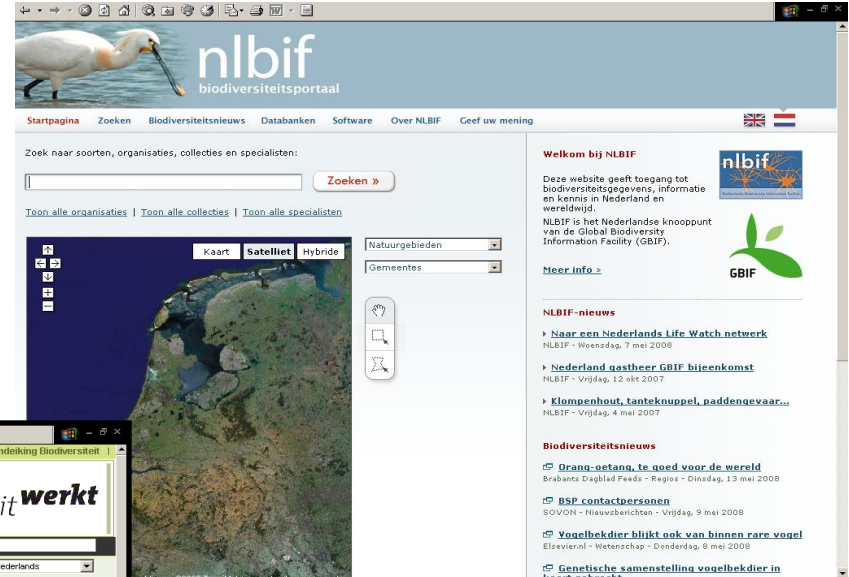 nlbif
biodiversiteitsportaal
Startpagina Zoeken Biodiversiteitsnieuws Databanken Software Over NLBIF Geef uw mening
Zoek naar soorten, organisaties, collecties en specialisten:
Zoeken »
Toon alle organisaties | Toon alle collecties | Toon alle specialisten
Kaart Satelliet Hybride
Natuurgebieden
Gemeentes
Welkom bij NLBIF
nlbif
Deze website geeft toegang tot
biodiversiteitsgegevens, informatie
en kennis in Nederland en
wereldwijd.
NLBIF is het Nederlandse knooppunt
van de Global Biodiversity
Information Facility (GBIF).
GBIF
Meer info »
NLBIF-nieuws
Naar een Nederlands Life Watch netwerk
NLBIF - Woensdag, 7 mei 2008
Nederland gastheer GBIF bijeenkomst
NLBIF - Vrijdag, 12 okt 2007
Klompenhout, tanteknuppel, paddengevaar...
NLBIF - Vrijdag, 4 mei 2007
Biodiversiteitsnieuws
Orang-oetang, te goed voor de wereld
Brabants Dagblad Feeds - Regios - Dinsdag, 13 mei 2008
BSP contactpersonen
SOVON - Nieuwsberichten - Vrijdag, 9 mei 2008
Vogelbekdier blijkt ook van binnen rare vogel
Elsevier.nl - Wetenschap - Donderdag, 8 mei 2008
Genetische samenstelling vogelbekdier in
ndeiking Biodiversiteit |
it werkt
ederlands